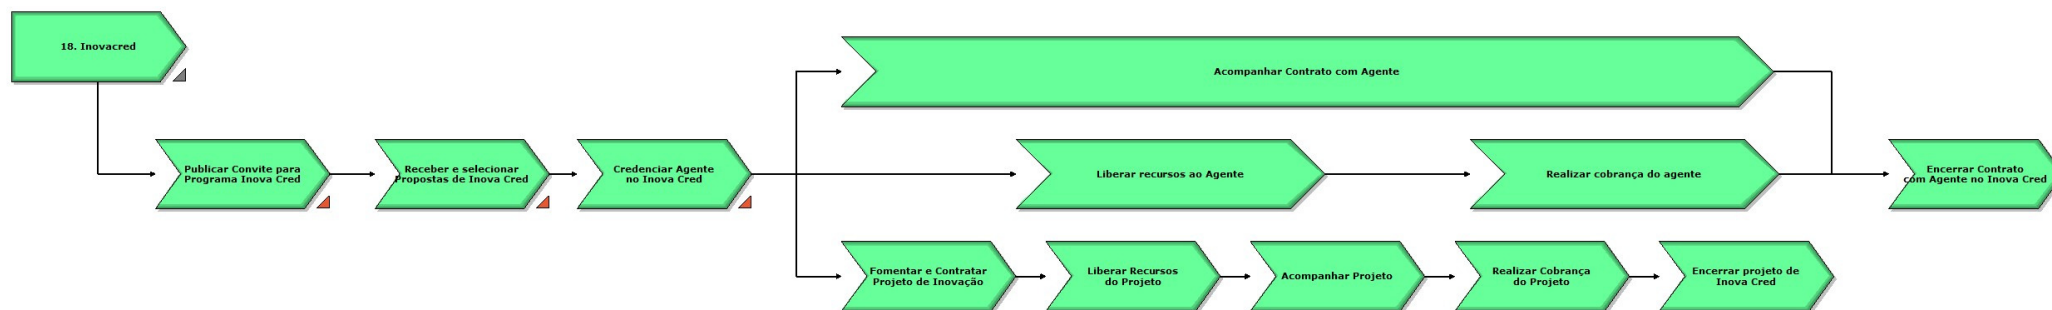 18. Inovacred
Acompanhar Contrato com Agente
Publicar Convite para
Programa Inova Cred
Receber e selecionar
Propostas de Inova Cred
Credenciar Agente
no Inova Cred
Liberar recursos ao Agente
Realizar cobrança do agente
Encerrar Contrato
com Agente no Inova Cred
Fomentar e Contratar
Projeto de Inovação
Liberar Recursos
do Projeto
Acompanhar Projeto
Realizar Cobrança
do Projeto
Encerrar projeto de
Inova Cred